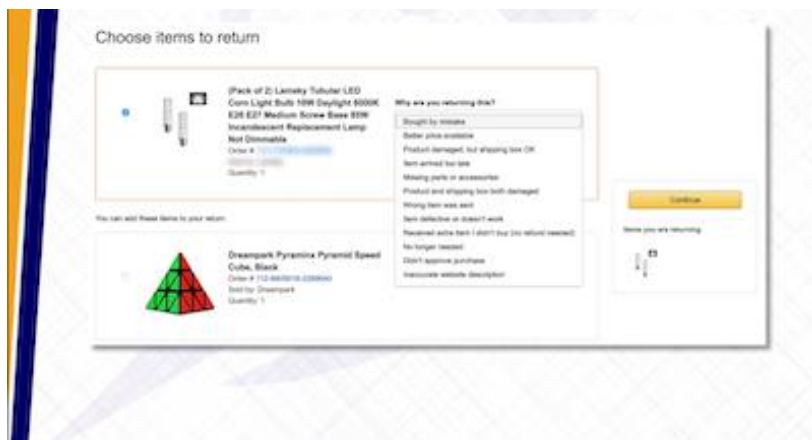 Choose items to return
(Pack of 2) Lamsky Tubular LED
Corn Light Bulb 10W Daylight 6000K
E26 E27 Medium Screw Base 85W
Incandescent Replacement Lamp
Not Dimmable
Order #
Quantity: 1
Why are you returning this?
Bought by mistake
Better price available
Product damaged, but shipping box OK
Item arrived too late
Missing parts or accessories
Product and shipping box both damaged
Wrong item was sent
Item defective or doesn't work
Received extra item I didn't buy (no refund needed)
No longer needed
Didn't approve purchase
Inaccurate website description
Continue
Items you are returning
You can add these items to your return
Dreampark Pyraminx Pyramid Speed
Cube, Black
Order #
Sold by: Dreampark
Quantity: 1